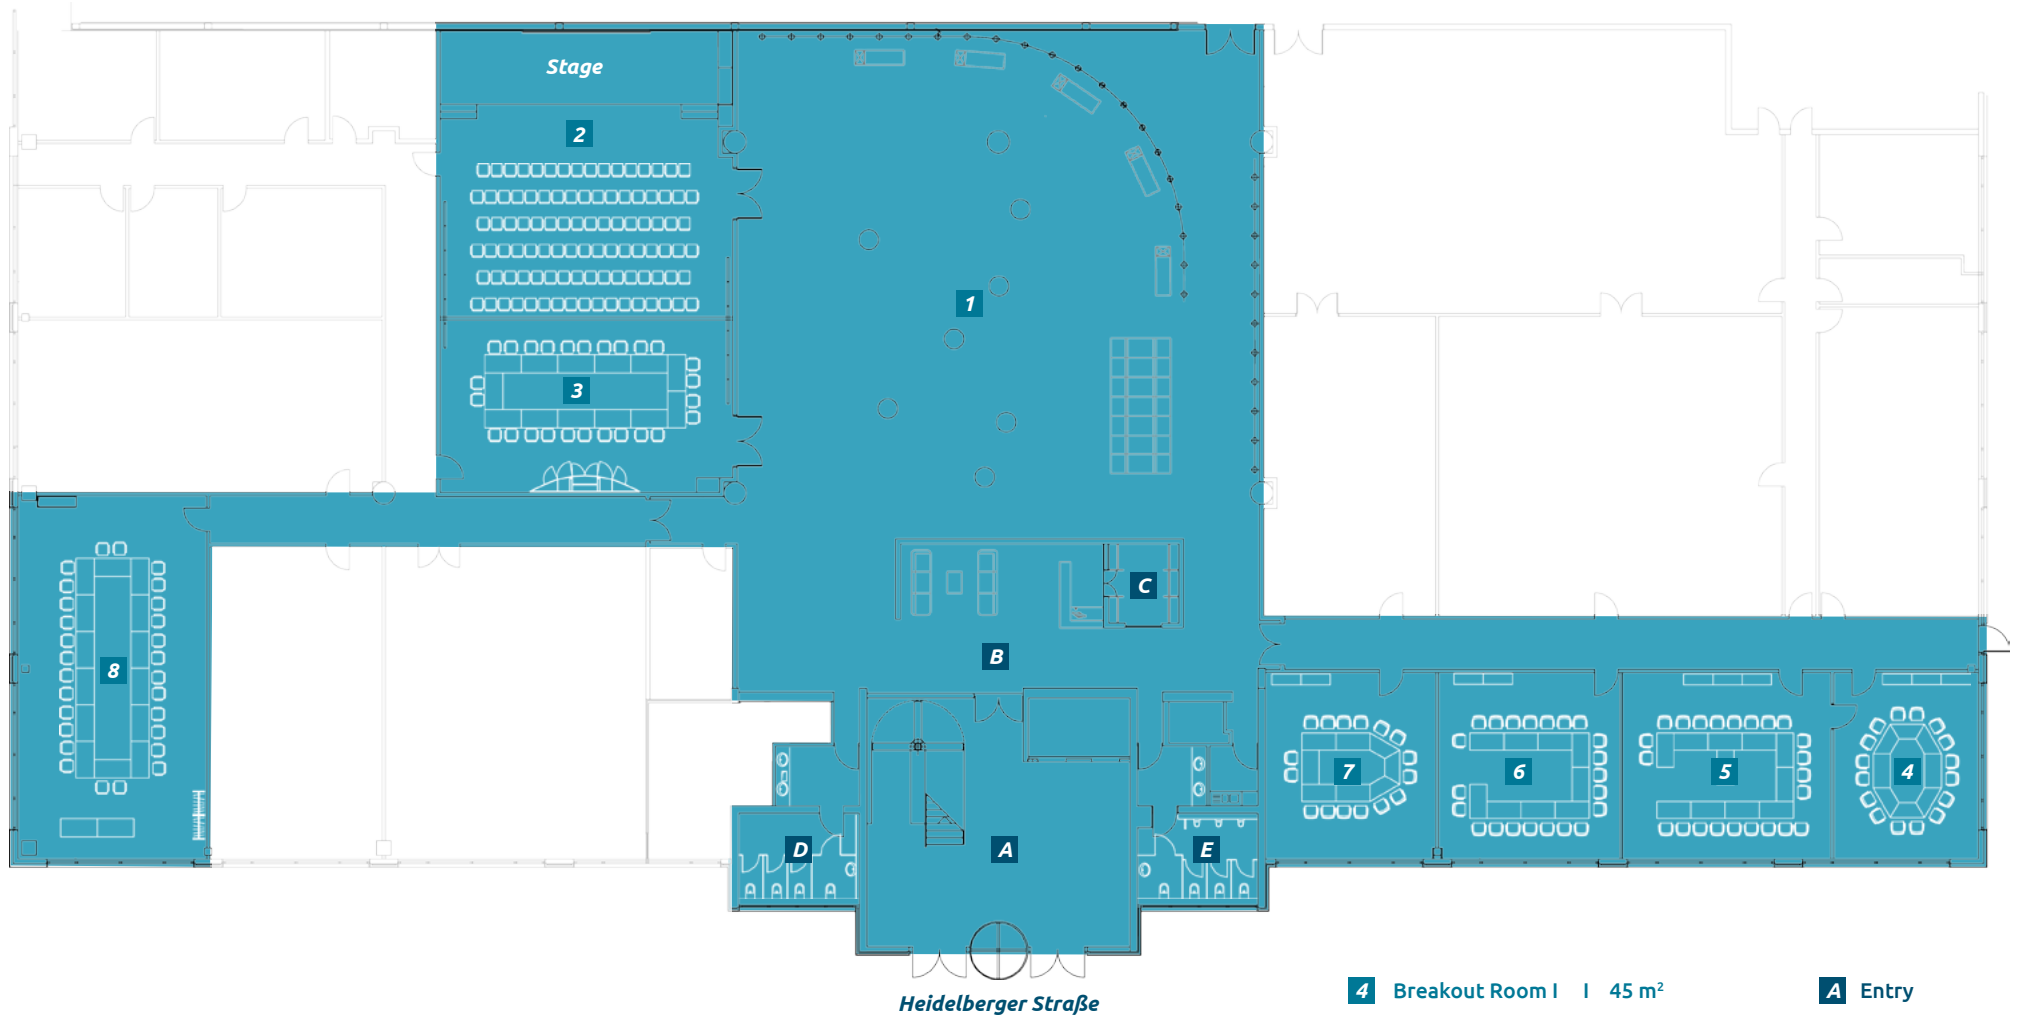 Stage
2
1
3
C
B
8
7
6
5
4
D
A
E
Heidelberger Straße
4 Breakout Room I I 45 m²
A Entry